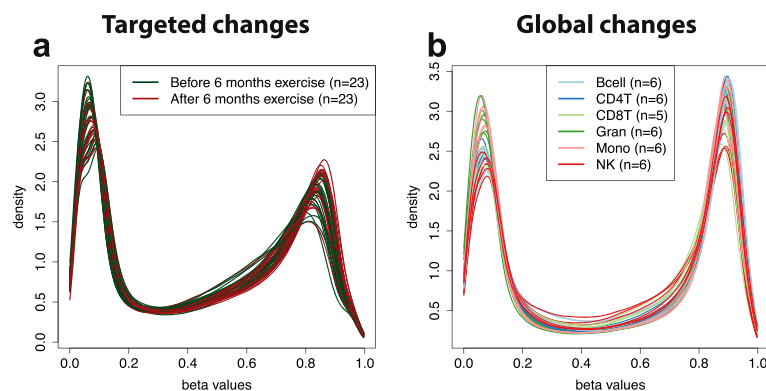 Targeted changes
Global changes
a
b
Before 6 months exercise (n=23)
After 6 months exercise (n=23)
density
0.0
0.5
1.0
1.5
2.0
2.5
3.0
0.0
0.2
0.4
0.6
0.8
1.0
beta values
Bcell (n=6)
CD4T (n=6)
CD8T (n=5)
Gran (n=6)
Mono (n=6)
NK (n=6)
density
0.5
1.0
1.5
2.0
2.5
3.0
3.5
0.0
0.2
0.4
0.6
0.8
1.0
beta values